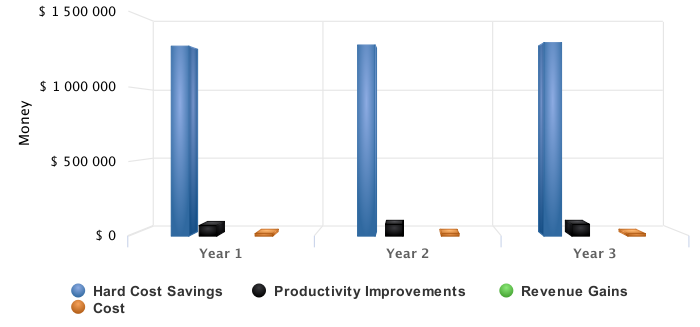 $ 1 500 000
$ 1 000 000
$ 500 000
$ 0
Money
Year 1
Year 2
Year 3
Hard Cost Savings
Productivity Improvements
Revenue Gains
Cost